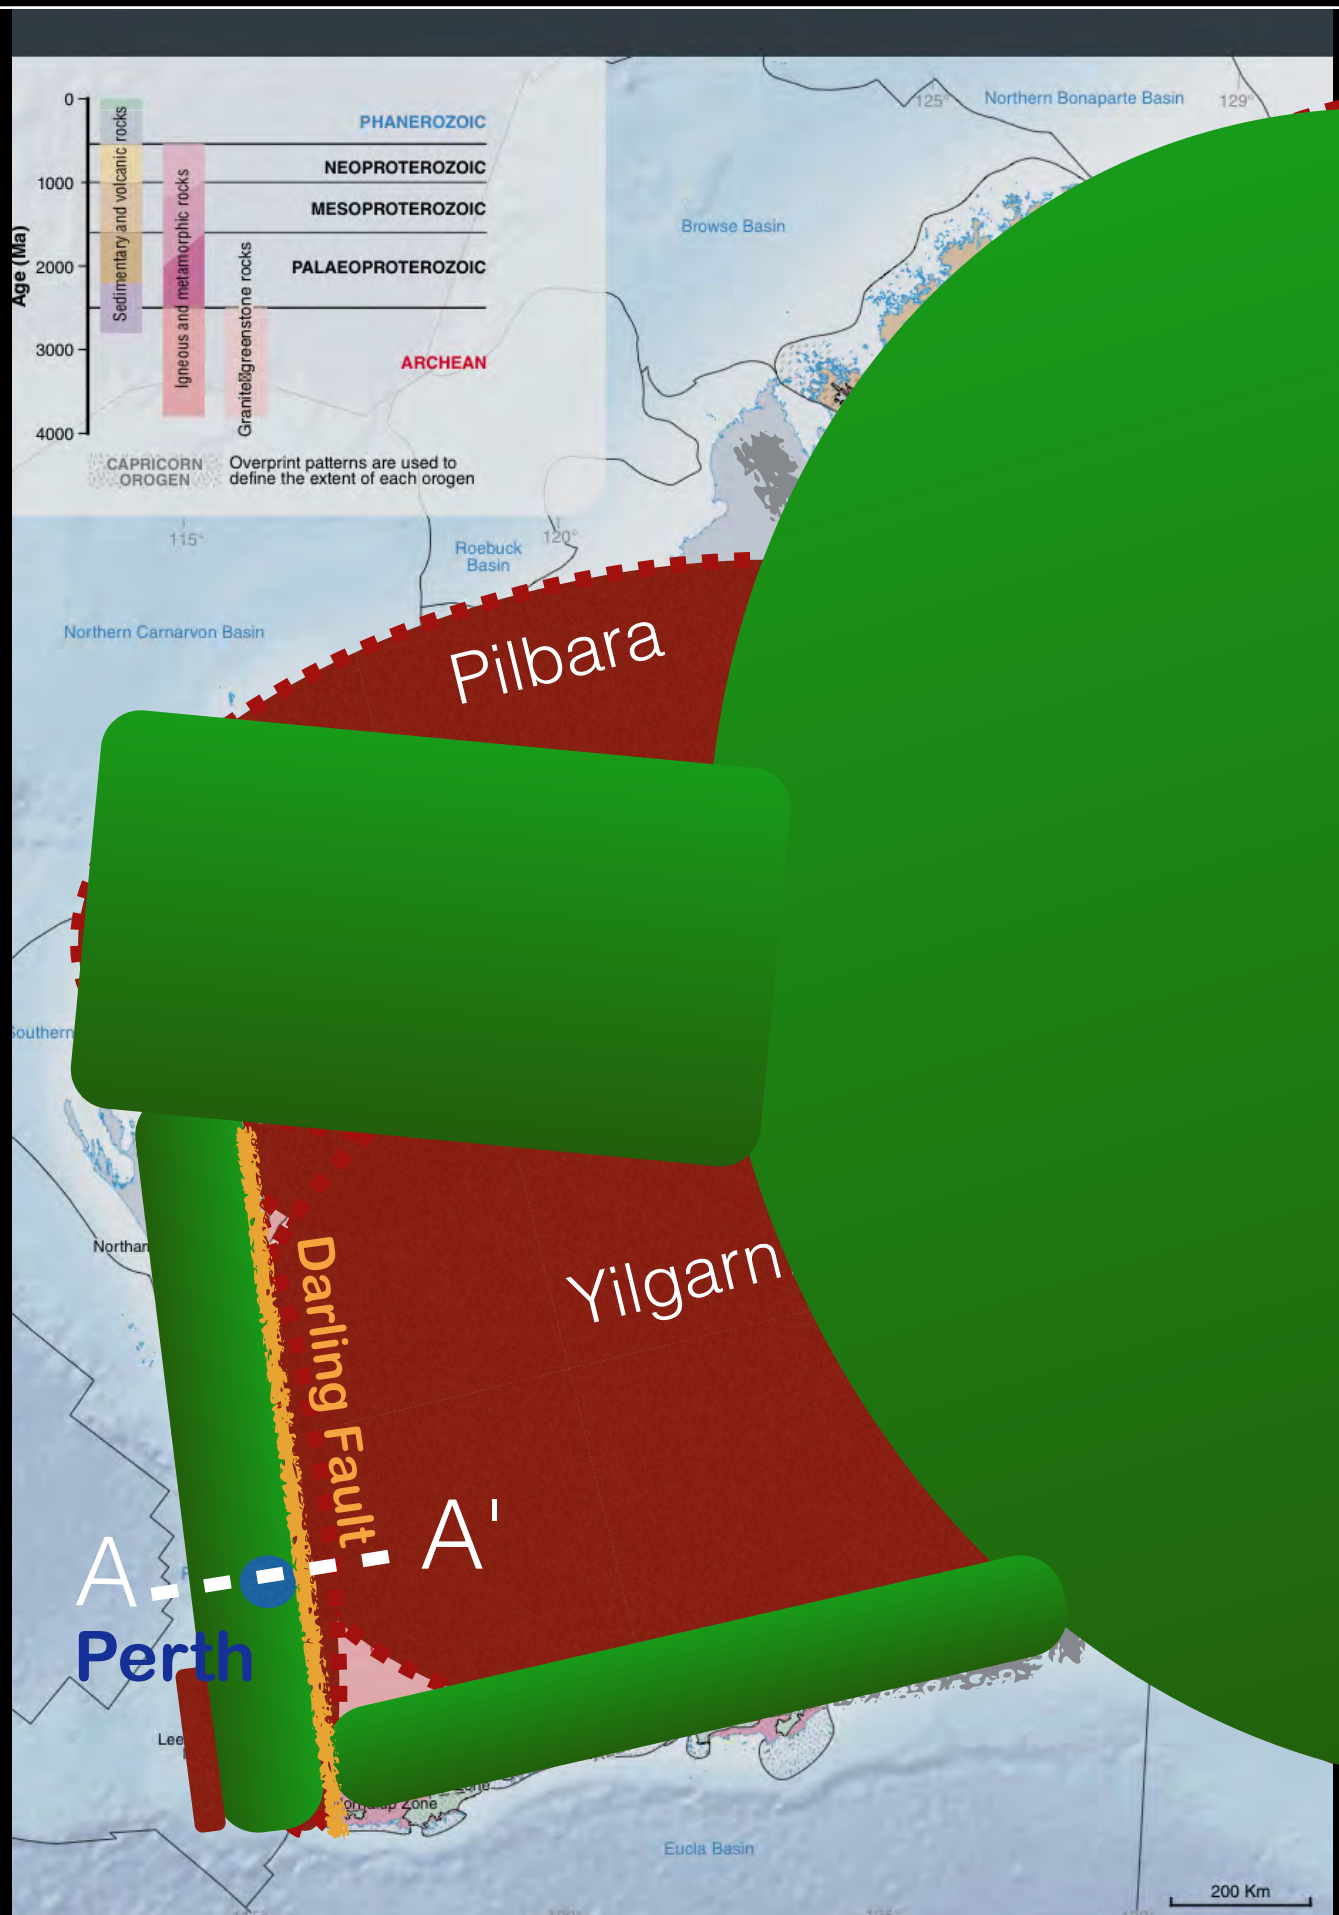 125°
Northern Bonaparte Basin
129°
0
1000
2000
3000
4000
Age (Ma)
Sedimentary and volcanic rocks
Igneous and metamorphic rocks
Granite greenstone rocks
PHANEROZOIC
NEOPROTEROZOIC
MESOPROTEROZOIC
PALAEOPROTEROZOIC
ARCHEAN
CAPRICORN
OROGEN
Overprint patterns are used to
define the extent of each orogen
Browse Basin
115°
120°
Roebuck
Basin
Northern Carnarvon Basin
Pilbara
Southern
Yilgarn
Darling Fault
A
A'
Perth
Zone
Eucla Basin
200 Km